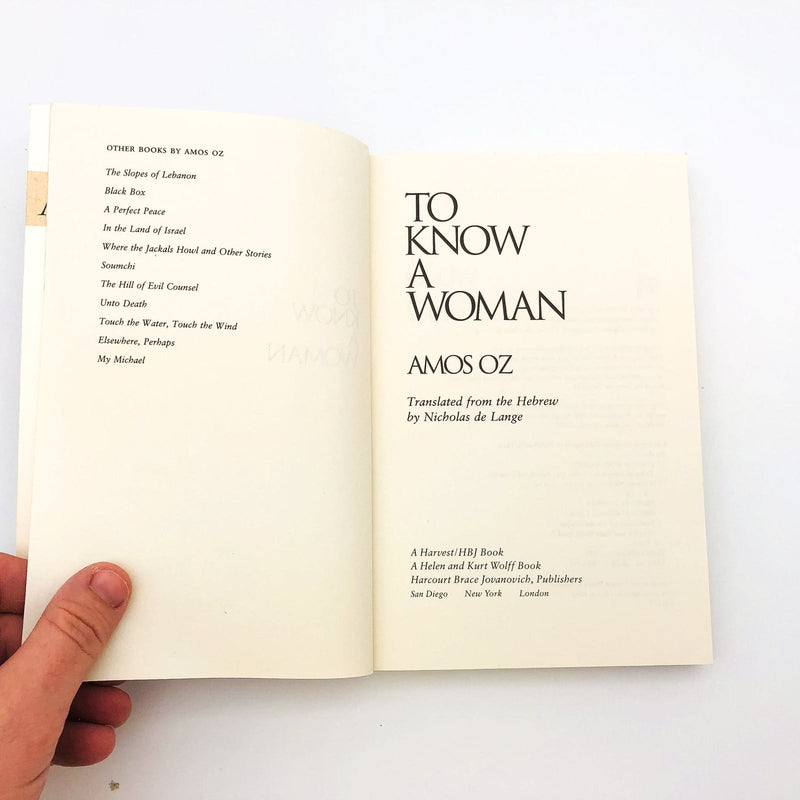 OTHER BOOKS BY AMOS OZ
The Slopes of Lebanon
Black Box
A Perfect Peace
In the Land of Israel
Where the Jackals Howl and Other Stories
Soumchi
The Hill of Evil Counsel
Unto Death
Touch the Water, Touch the Wind
Elsewhere, Perhaps
My Michael
TO
KNOW
A
WOMAN
AMOS OZ
Translated from the Hebrew
by Nicholas de Lange
A Harvest/HBJ Book
A Helen and Kurt Wolff Book
Harcourt Brace Jovanovich, Publishers
San Diego New York London